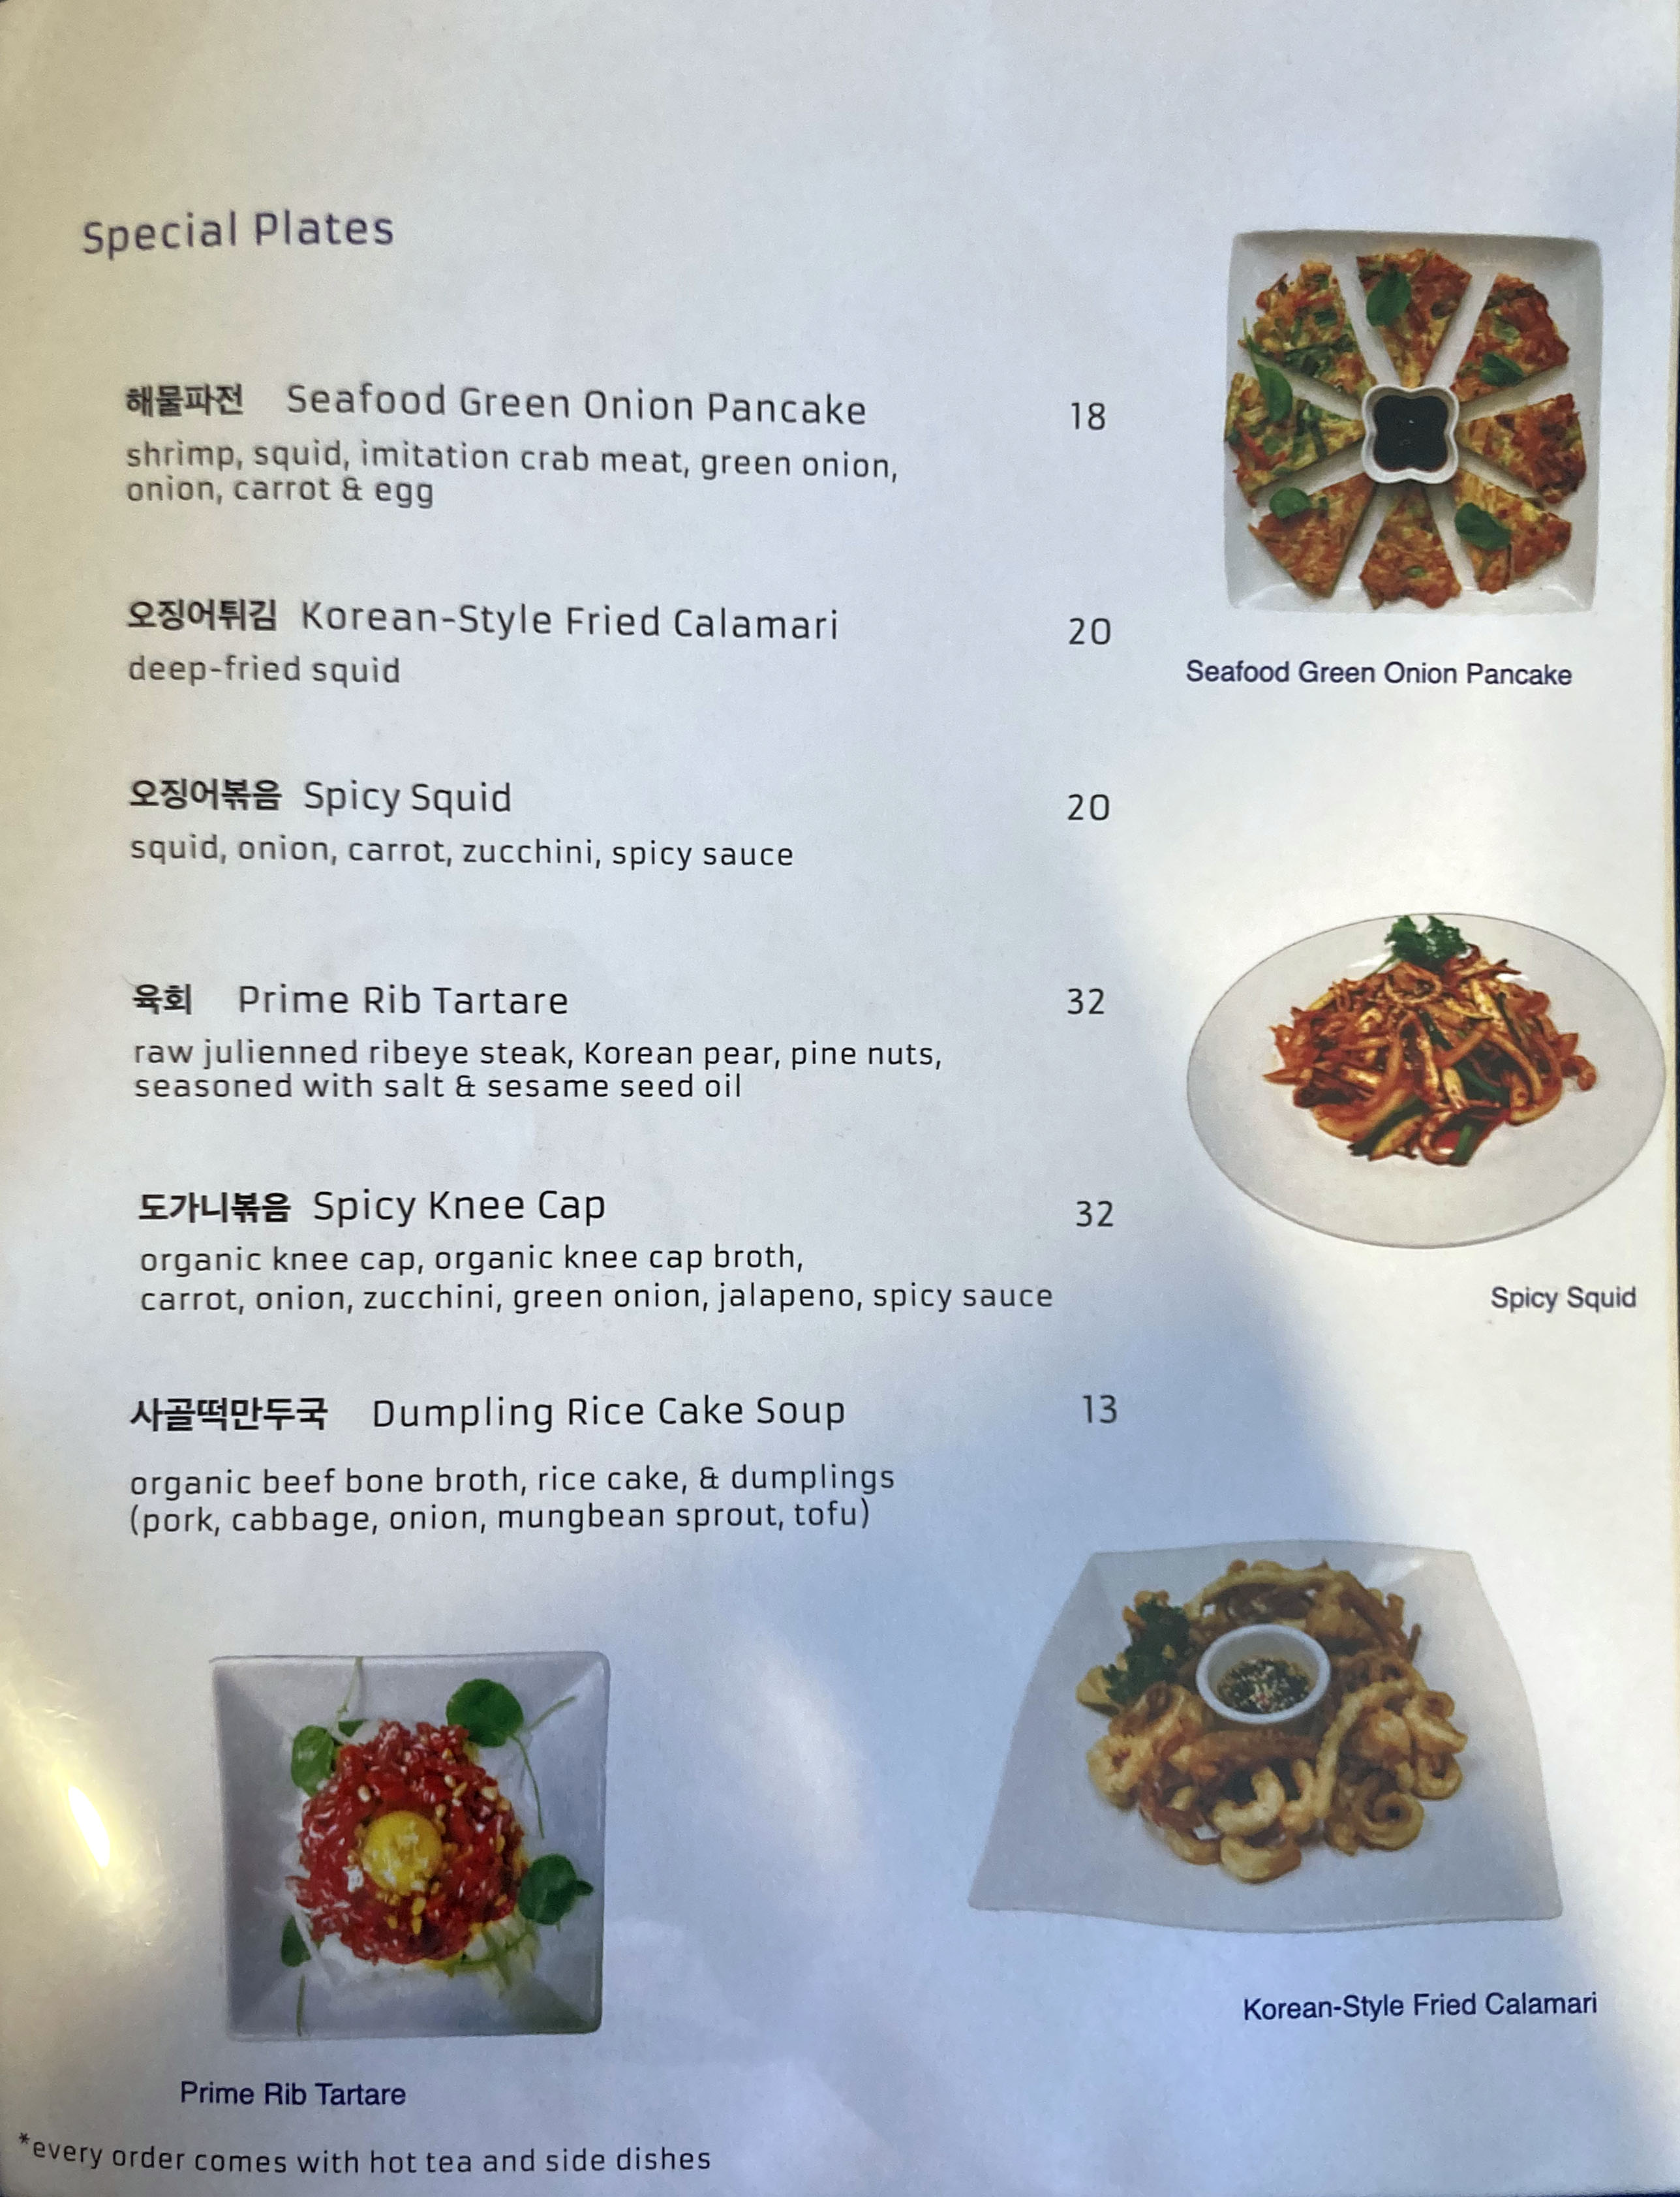 Special Plates
해물파전 Seafood Green Onion Pancake 18
shrimp, squid, imitation crab meat, green onion,
onion, carrot & egg
Seafood Green Onion Pancake
오징어튀김 Korean-Style Fried Calamari 20
deep-fried squid
오징어볶음 Spicy Squid 20
squid, onion, carrot, zucchini, spicy sauce
육회 Prime Rib Tartare 32
raw julienned ribeye steak, Korean pear, pine nuts,
seasoned with salt & sesame seed oil
도가니볶음 Spicy Knee Cap 32
organic knee cap, organic knee cap broth,
carrot, onion, zucchini, green onion, jalapeno, spicy sauce
Spicy Squid
사골떡만두국 Dumpling Rice Cake Soup 13
organic beef bone broth, rice cake, & dumplings
(pork, cabbage, onion, mungbean sprout, tofu)
Korean-Style Fried Calamari
Prime Rib Tartare
*every order comes with hot tea and side dishes